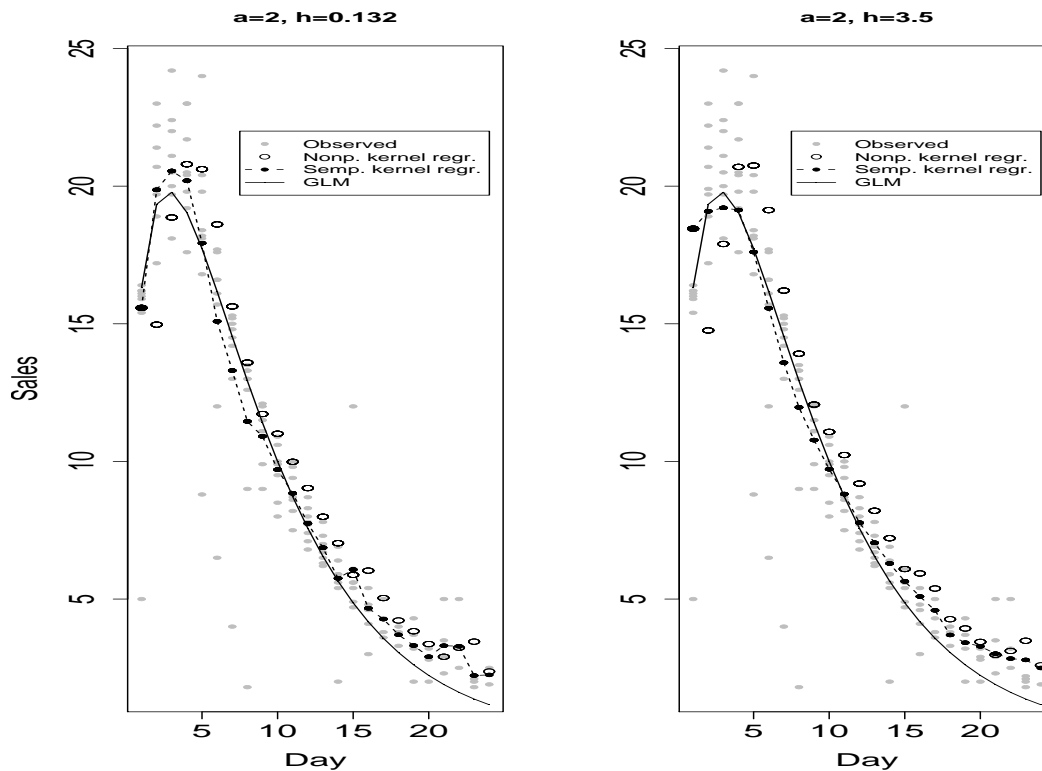 a=2, h=0.132
25
20
15
10
5
Sales
Observed
Nonp. kernel regr.
Semp. kernel regr.
GLM
5
10
15
20
Day
a=2, h=3.5
25
20
15
10
5
Observed
Nonp. kernel regr.
Semp. kernel regr.
GLM
5
10
15
20
Day